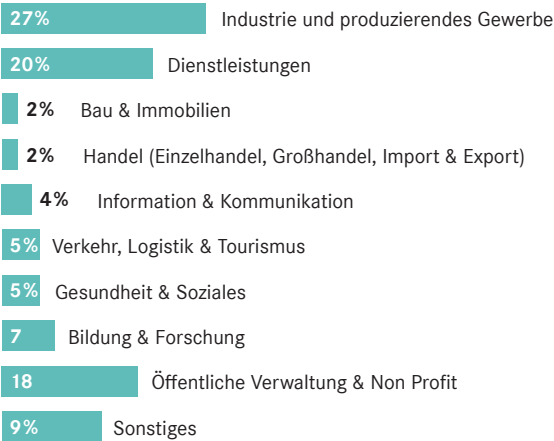 27% Industrie und produzierendes Gewerbe
20% Dienstleistungen
2% Bau & Immobilien
2% Handel (Einzelhandel, Großhandel, Import & Export)
4% Information & Kommunikation
5% Verkehr, Logistik & Tourismus
5% Gesundheit & Soziales
7 Bildung & Forschung
18 Öffentliche Verwaltung & Non Profit
9% Sonstiges